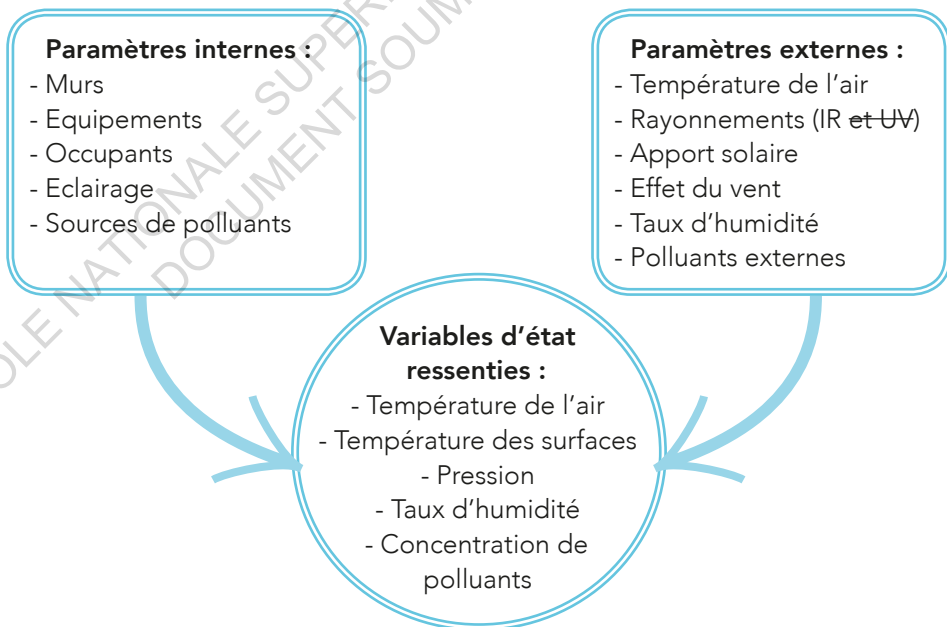 Paramètres internes :
- Murs
- Equipements
- Occupants
- Eclairage
- Sources de polluants
Paramètres externes :
- Température de l'air
- Rayonnements (IR et UV)
- Apport solaire
- Effet du vent
- Taux d'humidité
- Polluants externes
Variables d'état
ressenties :
- Température de l'air
- Température des surfaces
- Pression
- Taux d'humidité
- Concentration de
polluants
NATIONALE
DOCUMENT